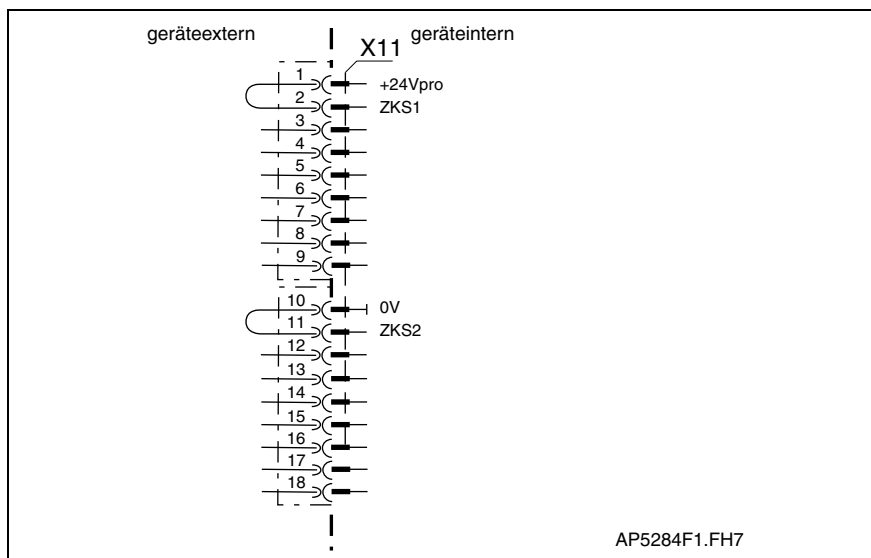 geräteextern
geräteintern
X11
1
+24Vpro
2
ZKS1
3
4
5
6
7
8
9
10
0V
11
ZKS2
12
13
14
15
16
17
18
AP5284F1.FH7